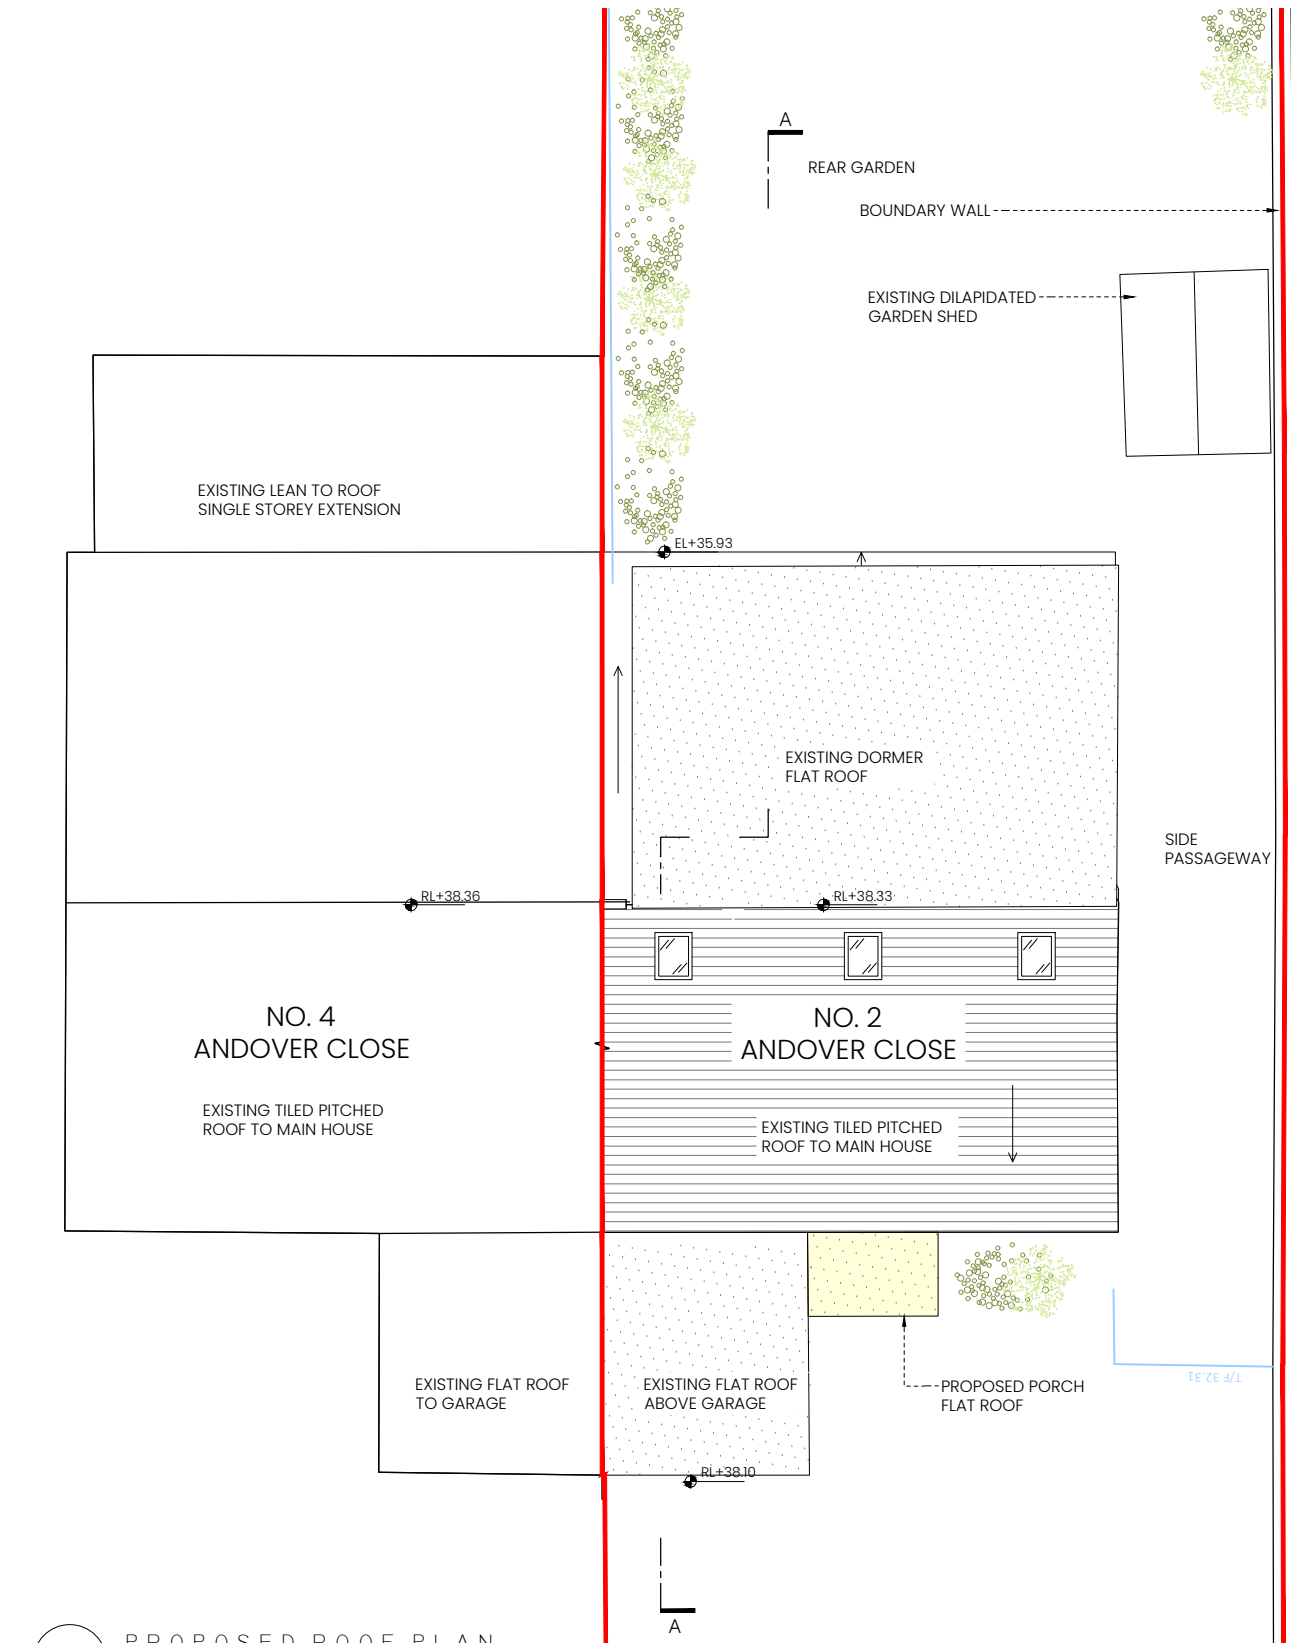 A
REAR GARDEN
BOUNDARY WALL
EXISTING DILAPIDATED
GARDEN SHED
EXISTING LEAN TO ROOF
SINGLE STOREY EXTENSION
EL+35.93
EXISTING DORMER
FLAT ROOF
SIDE
PASSAGEWAY
RL+38.36
RL+38.33
NO. 4
ANDOVER CLOSE
NO. 2
ANDOVER CLOSE
EXISTING TILED PITCHED
ROOF TO MAIN HOUSE
EXISTING TILED PITCHED
ROOF TO MAIN HOUSE
EXISTING FLAT ROOF
TO GARAGE
EXISTING FLAT ROOF
ABOVE GARAGE
PROPOSED PORCH
FLAT ROOF
T/F 32.31
RL+38.10
A
PROPOSED ROOF PLAN